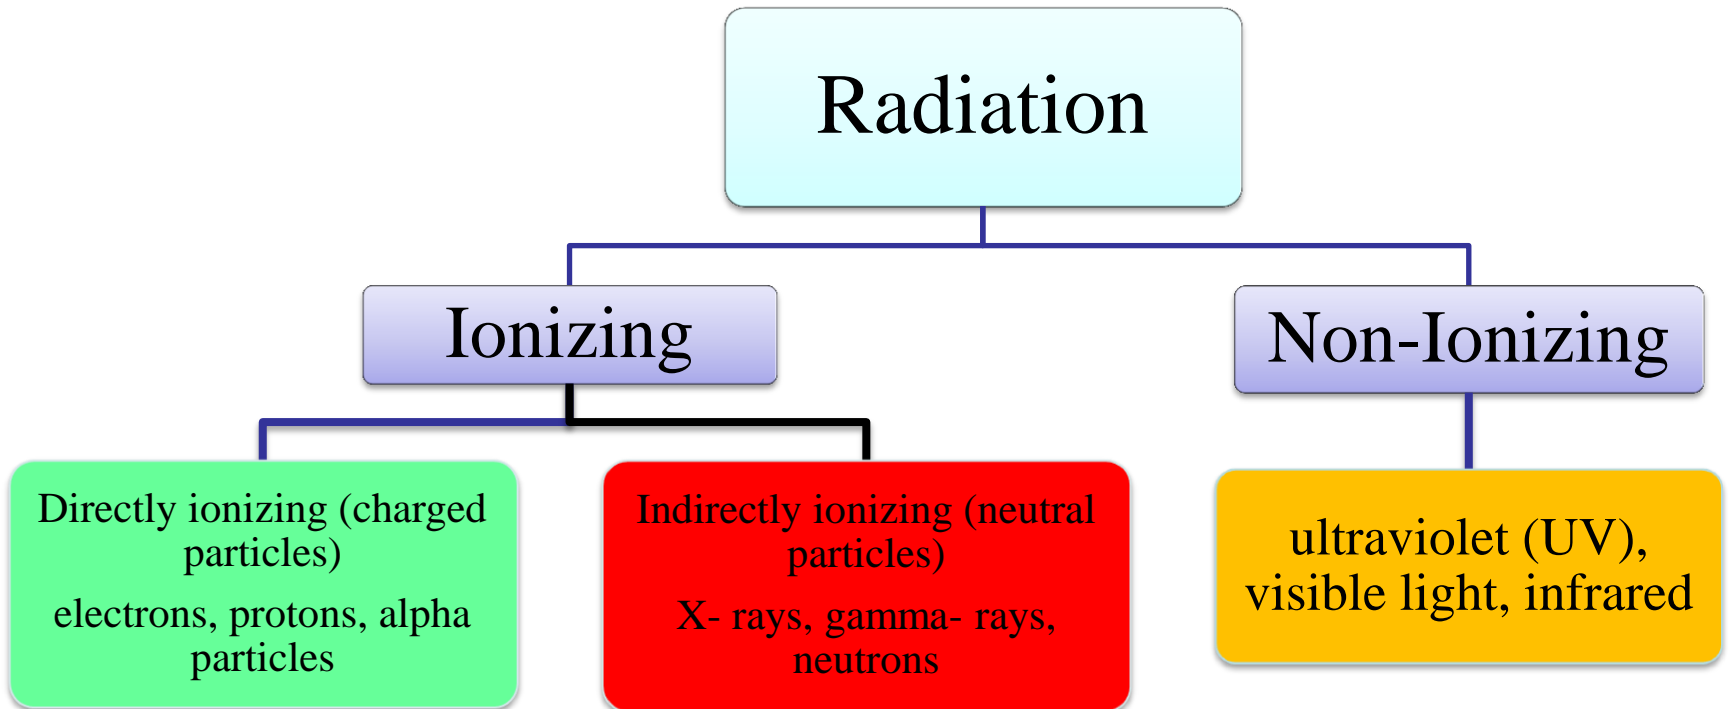 Radiation
Ionizing
Non-Ionizing
Directly ionizing (charged
particles)
electrons, protons, alpha
particles
Indirectly ionizing (neutral
particles)
X- rays, gamma- rays,
neutrons
ultraviolet (UV),
visible light, infrared